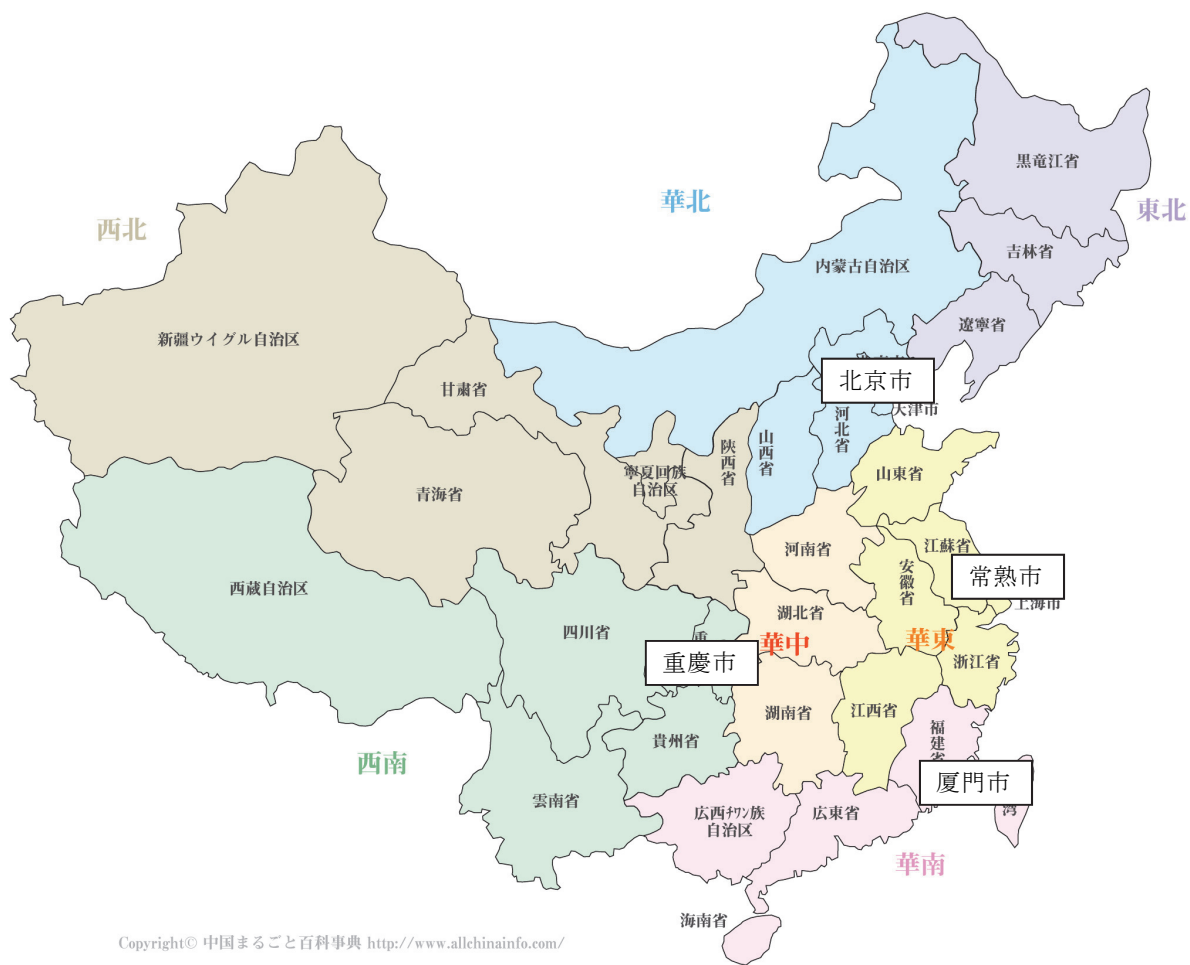 黒竜江省
華北
東北
西北
吉林省
内蒙古自治区
遼寧省
新疆ウイグル自治区
北京市
甘粛省
天津市
河北省
山西省
陝西省
山東省
寧夏回族
自治区
青海省
河南省
江蘇省
安徽省
常熟市
西蔵自治区
上海市
湖北省
四川省
重
華中
華東
重慶市
浙江省
湖南省
江西省
福建省
貴州省
西南
厦門市
雲南省
広西ﾁﾜﾝ族
自治区
広東省
湾
華南
海南省
Copyright© 中国まるごと百科事典 http://www.allchinainfo.com/